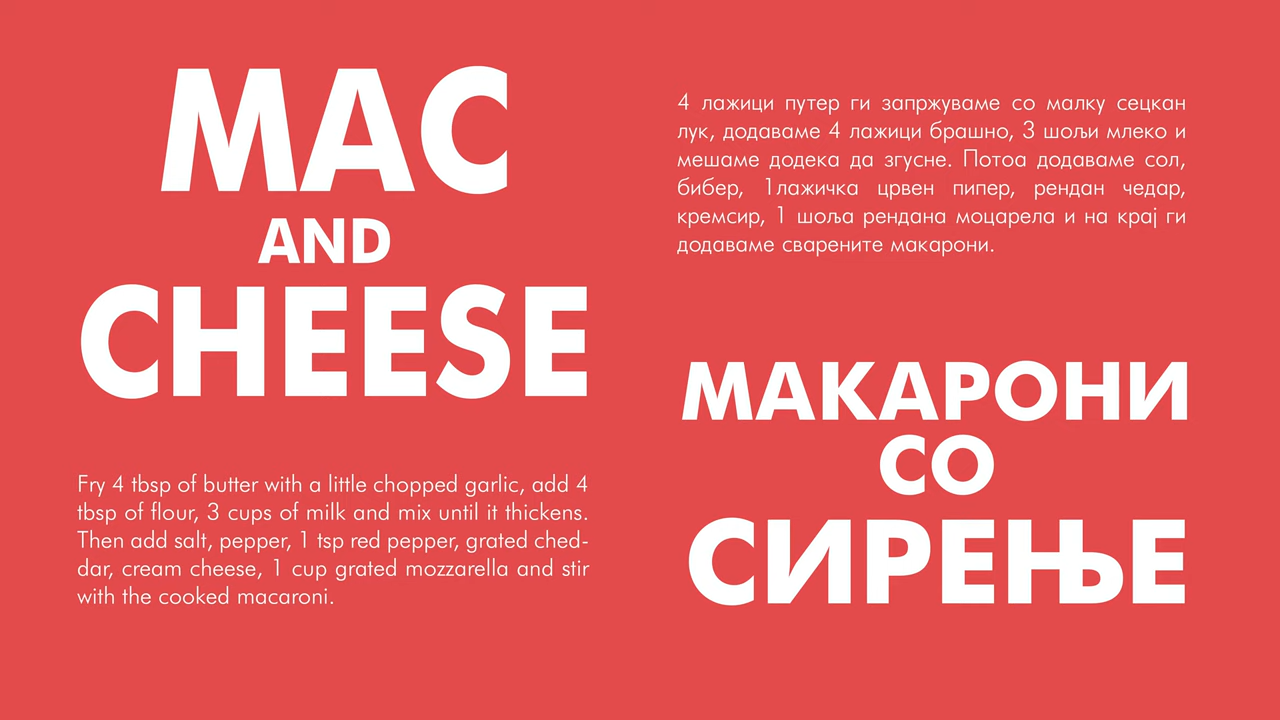 MAC
AND
CHEESE
Fry 4 tbsp of butter with a little chopped garlic, add 4
tbsp of flour, 3 cups of milk and mix until it thickens.
Then add salt, pepper, 1 tsp red pepper, grated ched-
dar, cream cheese, 1 cup grated mozzarella and stir
with the cooked macaroni.
4 лажици путер ги запржуваме со малку сецкан
лук, додаваме 4 лажици брашно, 3 шољи млеко и
мешаме додека да згусне. Потоа додаваме сол,
бибер, 1лажичка црвен пипер, рендан чедар,
кремсир, 1 шоља рендана моцарела и на крај ги
додаваме сварените макарони.
МАКАРОНИ
СО
СИРЕЊЕ